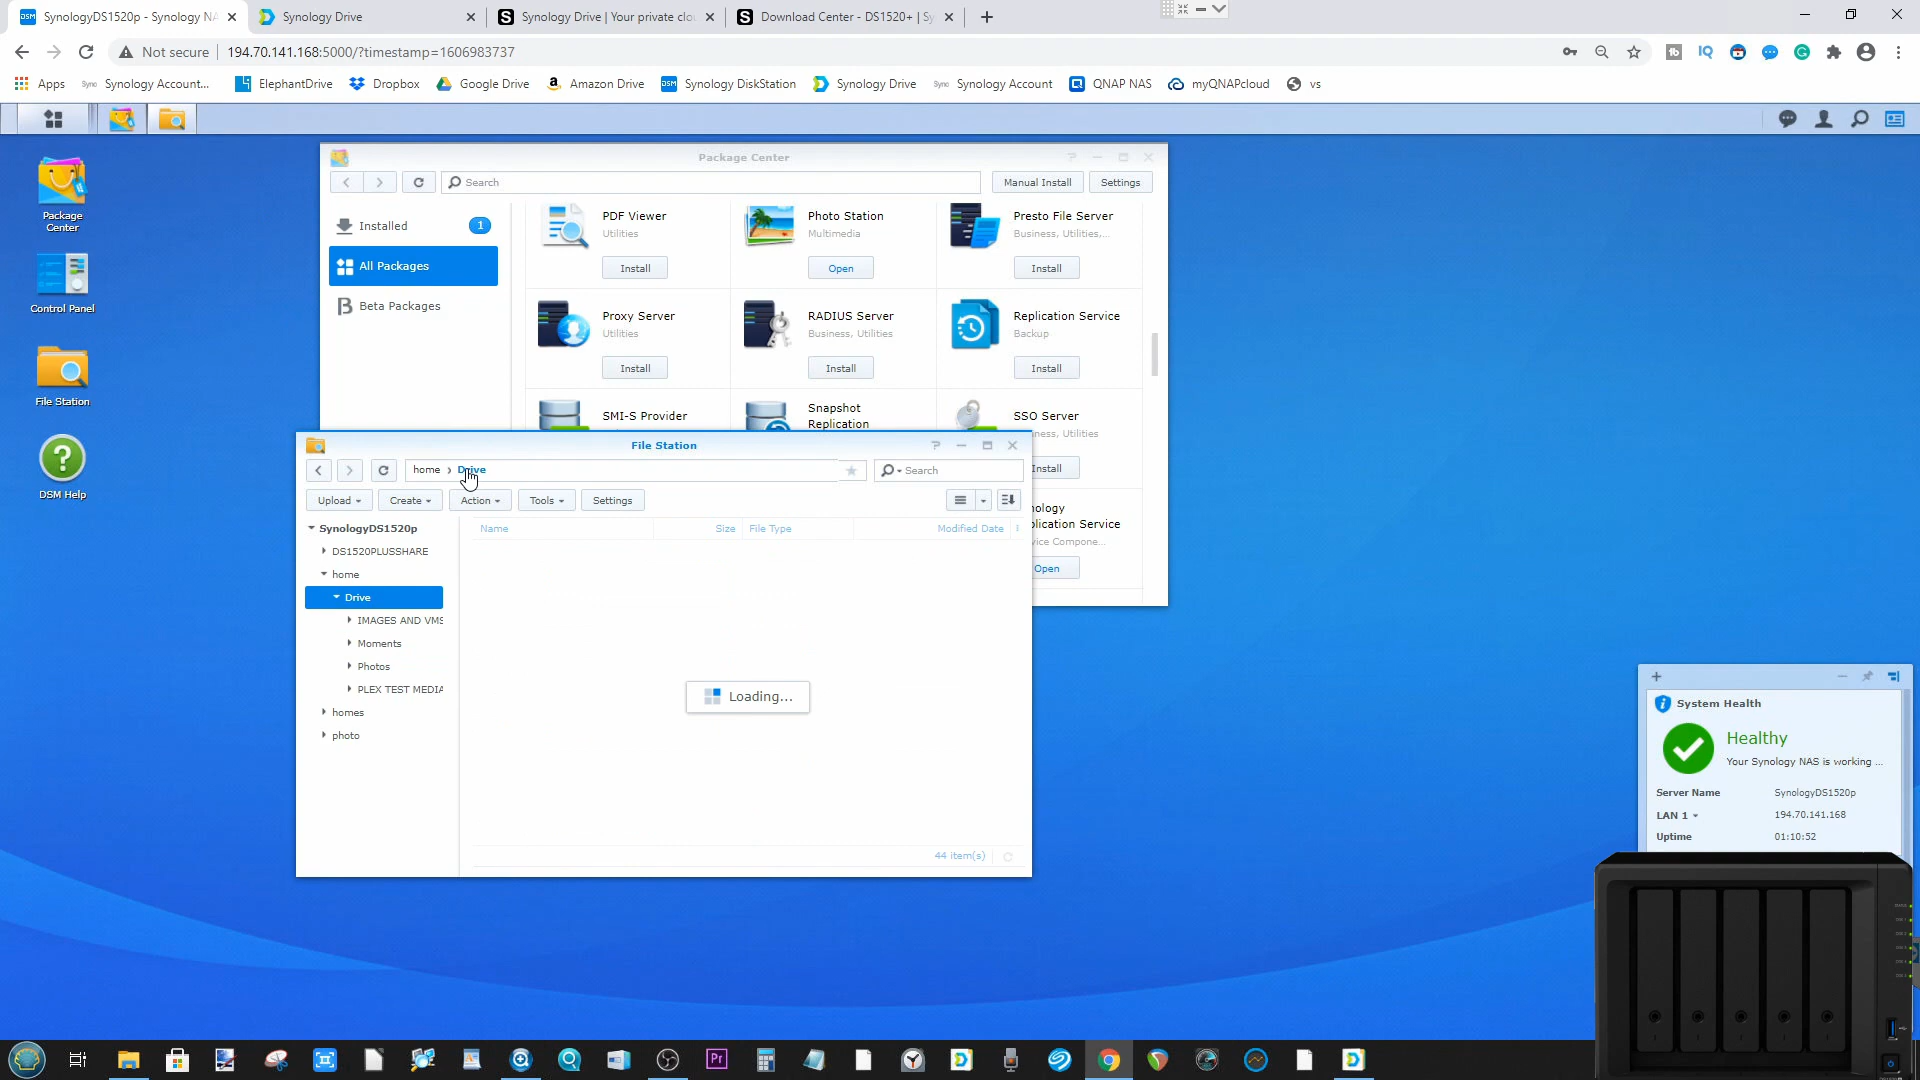 SynologyDS1520p - Synology NA
Synology Drive
Synology Drive | Your private clo
Download Center - DS1520+ | Sy
Not secure
194.70.141.168:5000/?timestamp=1606983737
Apps
Synology Account...
ElephantDrive
Dropbox
Google Drive
Amazon Drive
Synology DiskStation
Synology Drive
Synology Account
QNAP NAS
myQNAPcloud
vs
Package
Center
Control Panel
File Station
DSM Help
Package Center
Search
Manual Install
Settings
Installed
1
All Packages
Beta Packages
PDF Viewer
Utilities
Install
Photo Station
Multimedia
Open
Presto File Server
Business, Utilities,...
Install
Proxy Server
Utilities
Install
RADIUS Server
Business, Utilities
Install
Replication Service
Backup
Install
SMI-S Provider
Snapshot
Replication
SSO Server
ness, Utilities
Install
nology
plication Service
vice Compone...
Open
File Station
home
Drive
Search
Upload
Create
Action
Tools
Settings
SynologyDS1520p
DS1520PLUSSHARE
home
Drive
IMAGES AND VMS
Moments
Photos
PLEX TEST MEDIA
homes
photo
Name
Size
File Type
Modified Date
Loading...
44 item(s)
System Health
Healthy
Your Synology NAS is working ...
Server Name
SynologyDS1520p
LAN 1
194.70.141.168
Uptime
01:10:52